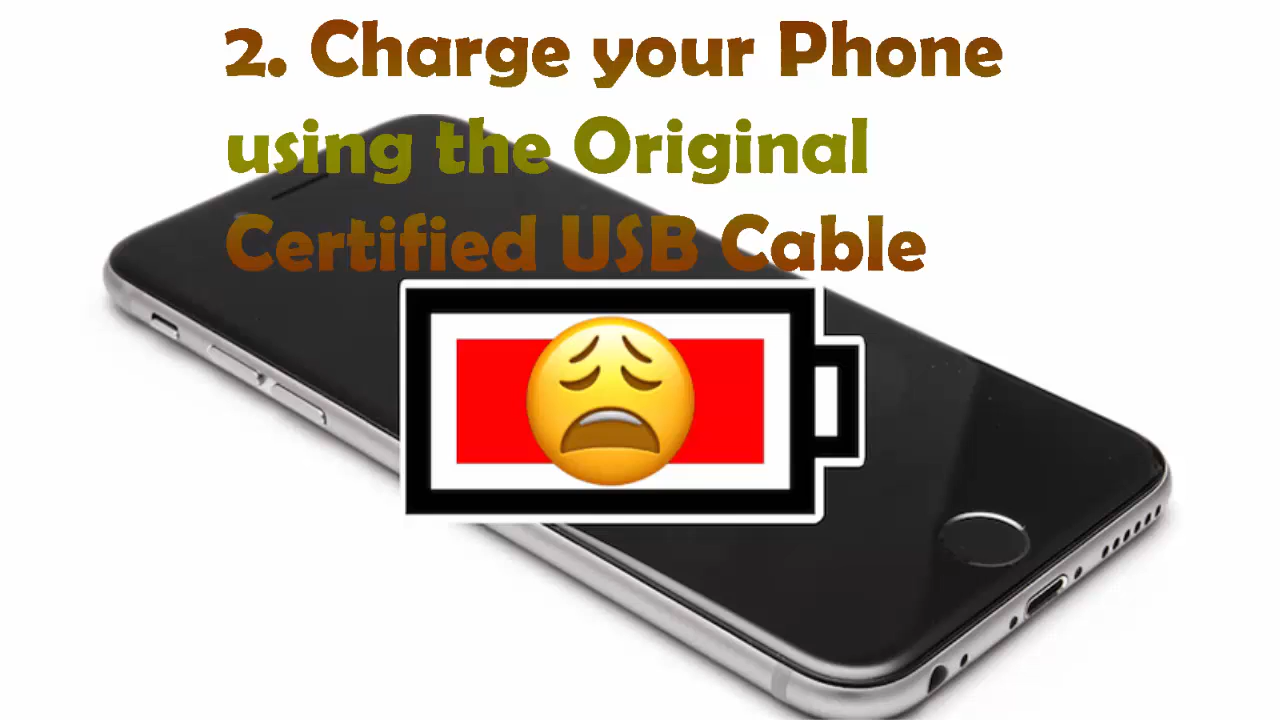 2. Charge your Phone
using the Original
Certified USB Cable